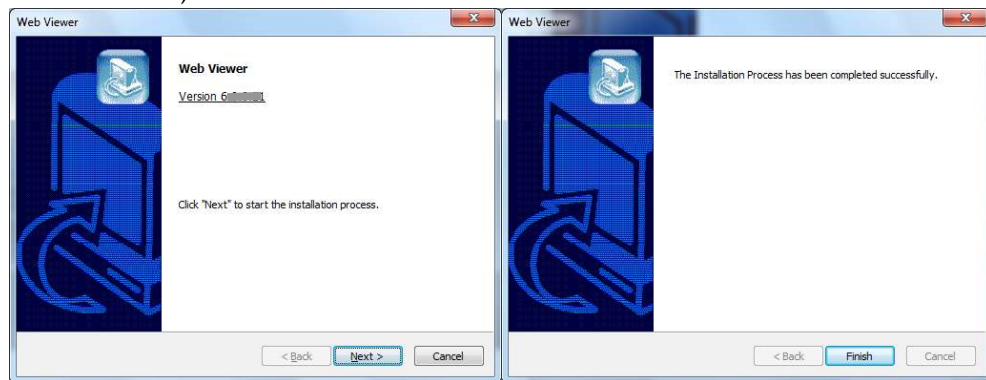 Web Viewer
Web Viewer
Version 6
Click "Next" to start the installation process.
< Back Next > Cancel
Web Viewer
The Installation Process has been completed successfully.
< Back Finish Cancel